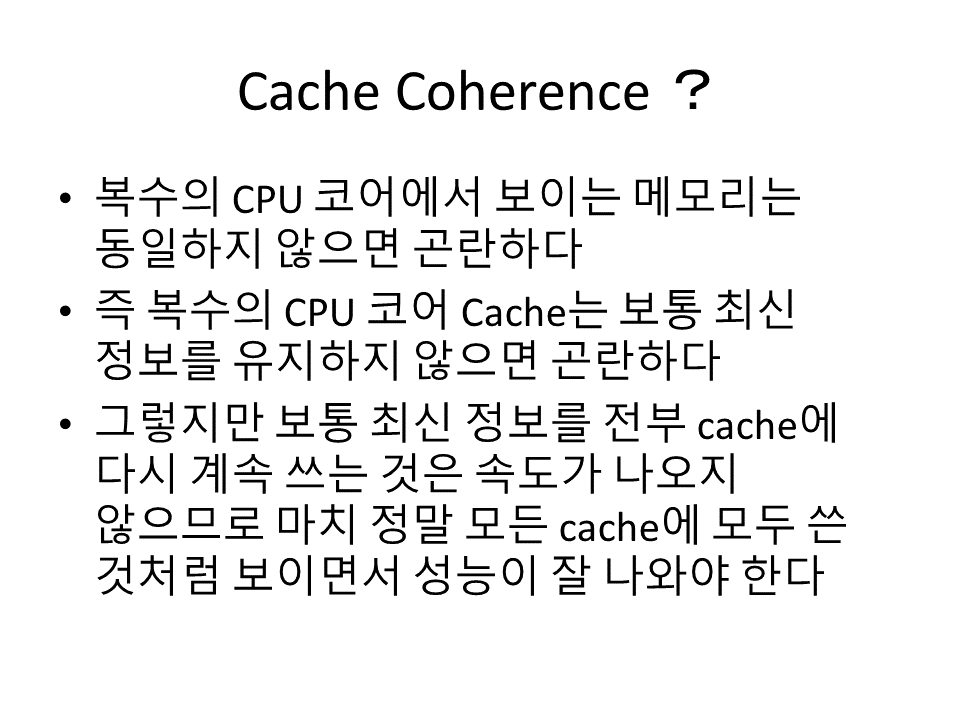 Cache Coherence ？
• 복수의 CPU 코어에서 보이는 메모리는
동일하지 않으면 곤란하다
• 즉 복수의 CPU 코어 Cache는 보통 최신
정보를 유지하지 않으면 곤란하다
• 그렇지만 보통 최신 정보를 전부 cache에
다시 계속 쓰는 것은 속도가 나오지
않으므로 마치 정말 모든 cache에 모두 쓴
것처럼 보이면서 성능이 잘 나와야 한다